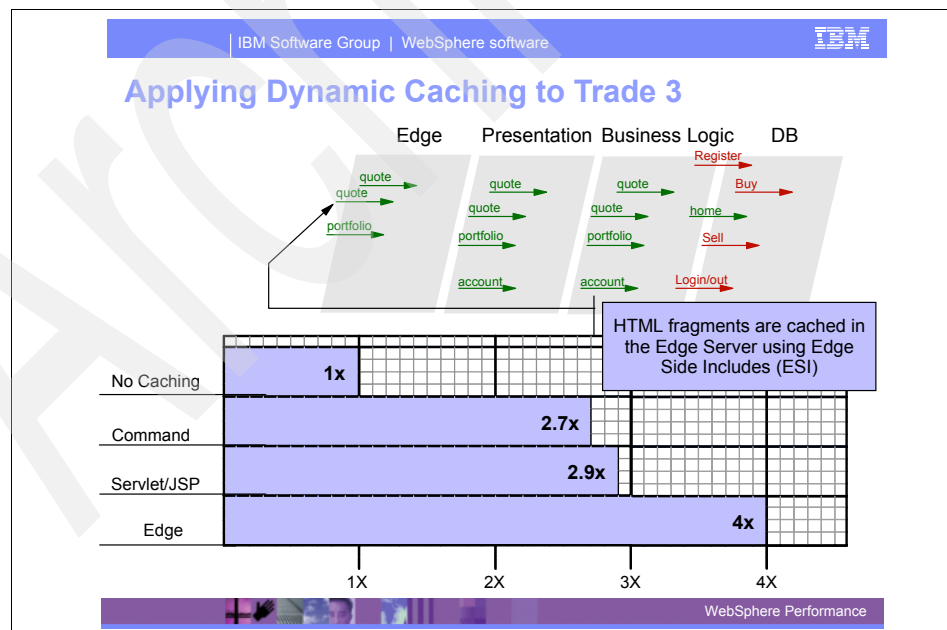 IBM Software Group | WebSphere software
IBM
Applying Dynamic Caching to Trade 3
Edge Presentation Business Logic DB
Register
quote quote quote Buy
quote quote quote home
portfolio portfolio portfolio Sell
account account Login/out
HTML fragments are cached in
the Edge Server using Edge
Side Includes (ESI)
No Caching 1x
Command 2.7x
Servlet/JSP 2.9x
Edge 4x
1X 2X 3X 4X
WebSphere Performance